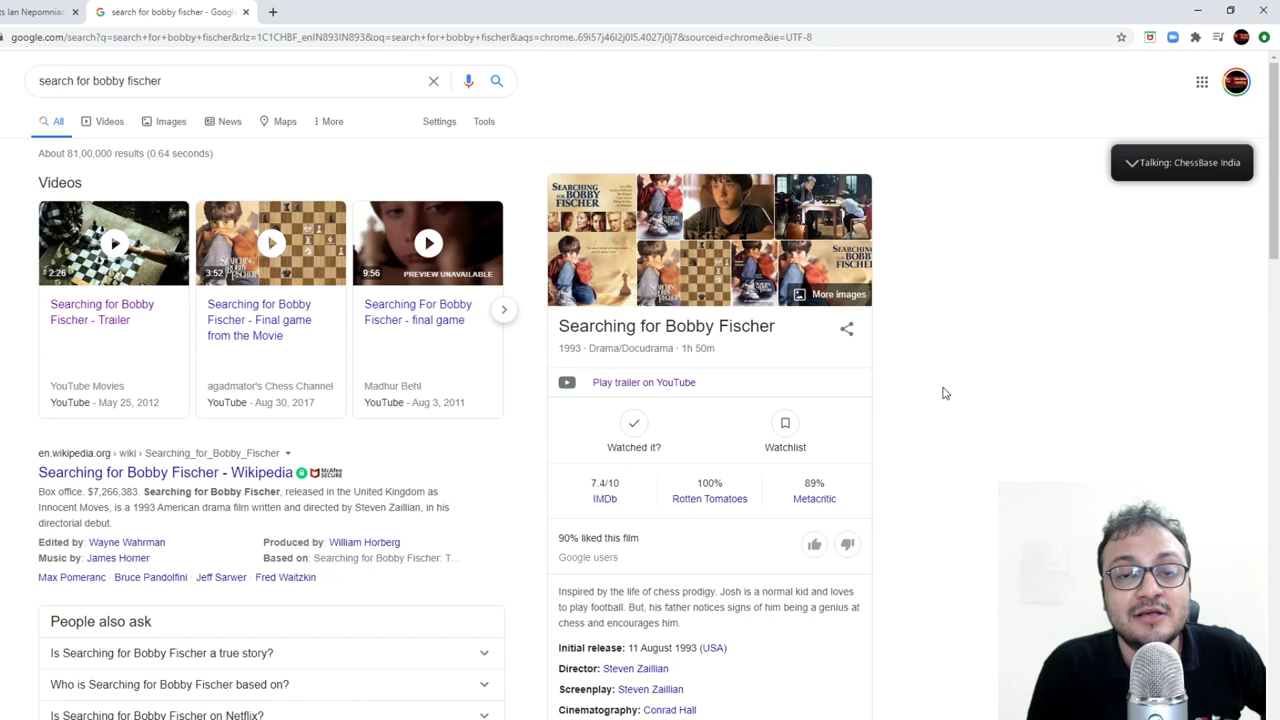 ts Ian Nepomniac
search for bobby fischer - Googl
google.com/search?q=search+for+bobby+fischer&rlz=1C1CHBF_enIN893IN893&oq=search+for+bobby+fischer&aqs=chrome..69i57j46l2j0l5.4027j0j7&sourceid=chrome&ie=UTF-8
search for bobby fischer
All
Videos
Images
News
Maps
More
Settings
Tools
About 81,00,000 results (0.64 seconds)
Talking: ChessBase India
Videos
2:26
3:52
9:56
PREVIEW UNAVAILABLE
Searching for Bobby
Fischer - Trailer
YouTube Movies
YouTube - May 25, 2012
Searching for Bobby
Fischer - Final game
from the Movie
agadmator's Chess Channel
YouTube - Aug 30, 2017
Searching For Bobby
Fischer - final game
Madhur Behl
YouTube - Aug 3, 2011
en.wikipedia.org › wiki › Searching_for_Bobby_Fischer
Searching for Bobby Fischer - Wikipedia
McAfee
SECURE
Box office. $7,266,383. Searching for Bobby Fischer, released in the United Kingdom as
Innocent Moves, is a 1993 American drama film written and directed by Steven Zaillian, in his
directorial debut.
Edited by: Wayne Wahrman
Produced by: William Horberg
Music by: James Horner
Based on: Searching for Bobby Fischer: T...
Max Pomeranc · Bruce Pandolfini · Jeff Sarwer · Fred Waitzkin
People also ask
Is Searching for Bobby Fischer a true story?
Who is Searching for Bobby Fischer based on?
Is Searching for Bobby Fischer on Netflix?
SEARCHING
FOR BOBBY
FISCHER
More images
Searching for Bobby Fischer
1993 · Drama/Docudrama · 1h 50m
Play trailer on YouTube
Watched it?
Watchlist
7.4/10
IMDb
100%
Rotten Tomatoes
89%
Metacritic
90% liked this film
Google users
Inspired by the life of chess prodigy. Josh is a normal kid and loves
to play football. But, his father notices signs of him being a genius at
chess and encourages him.
Initial release: 11 August 1993 (USA)
Director: Steven Zaillian
Screenplay: Steven Zaillian
Cinematography: Conrad Hall